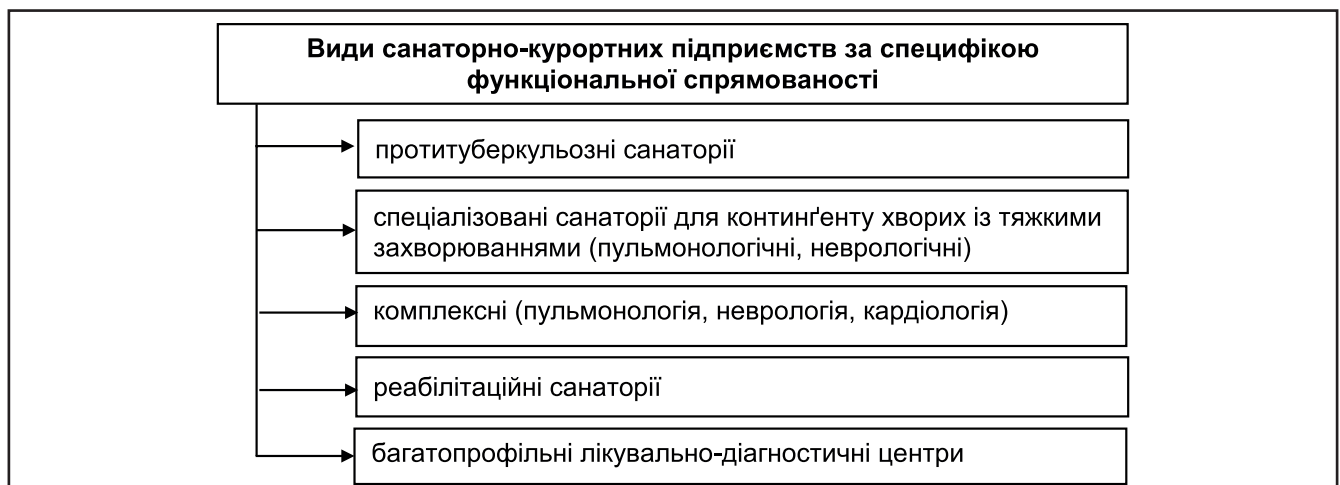 Види санаторно-курортних підприємств за специфікою
функціональної спрямованості
протитуберкульозні санаторії
спеціалізовані санаторії для континґенту хворих із тяжкими
захворюваннями (пульмонологічні, неврологічні)
комплексні (пульмонологія, неврологія, кардіологія)
реабілітаційні санаторії
багатопрофільні лікувально-діагностичні центри